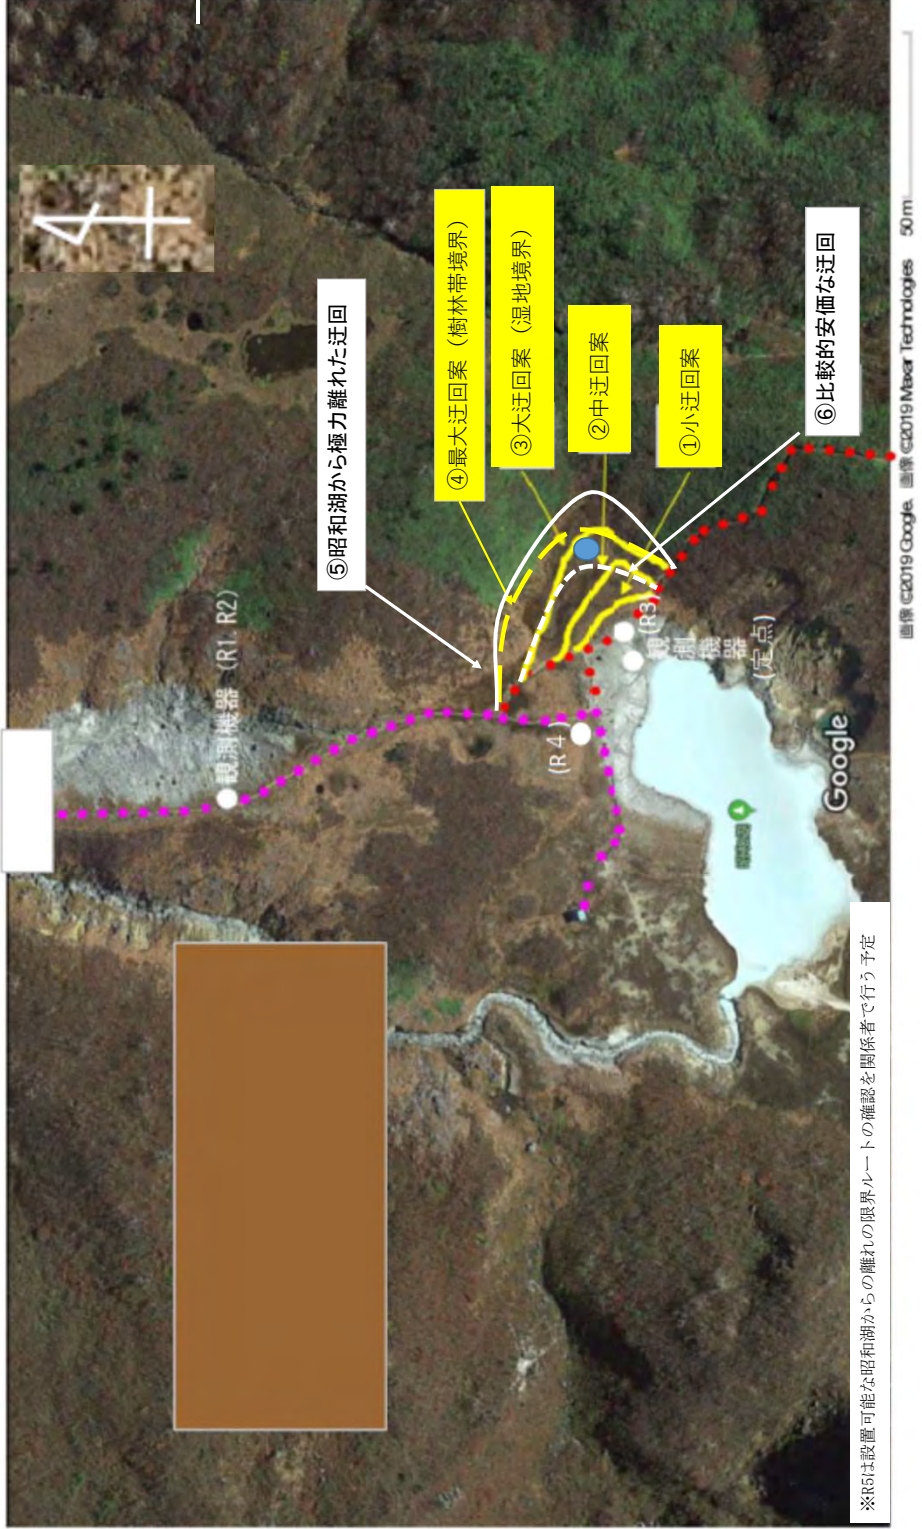 ⑤昭和湖から極力離れた迂回
④最大迂回案（樹林帯境界）
③大迂回案（湿地境界）
②中迂回案
①小迂回案
⑥比較的安価な迂回
観測機器（R1. R2）
(R3)
観測機器
(定点)
(R４)
昭和湖
Google
※R5は設置可能な昭和湖からの離れの限界ルートの確認を関係者で行う予定
画像 ©2019 Google、画像 ©2019 Maxar Technologies 50 m